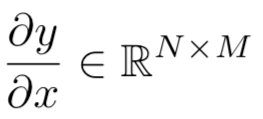 ∂y/∂x ∈ ℝ^{N×M}